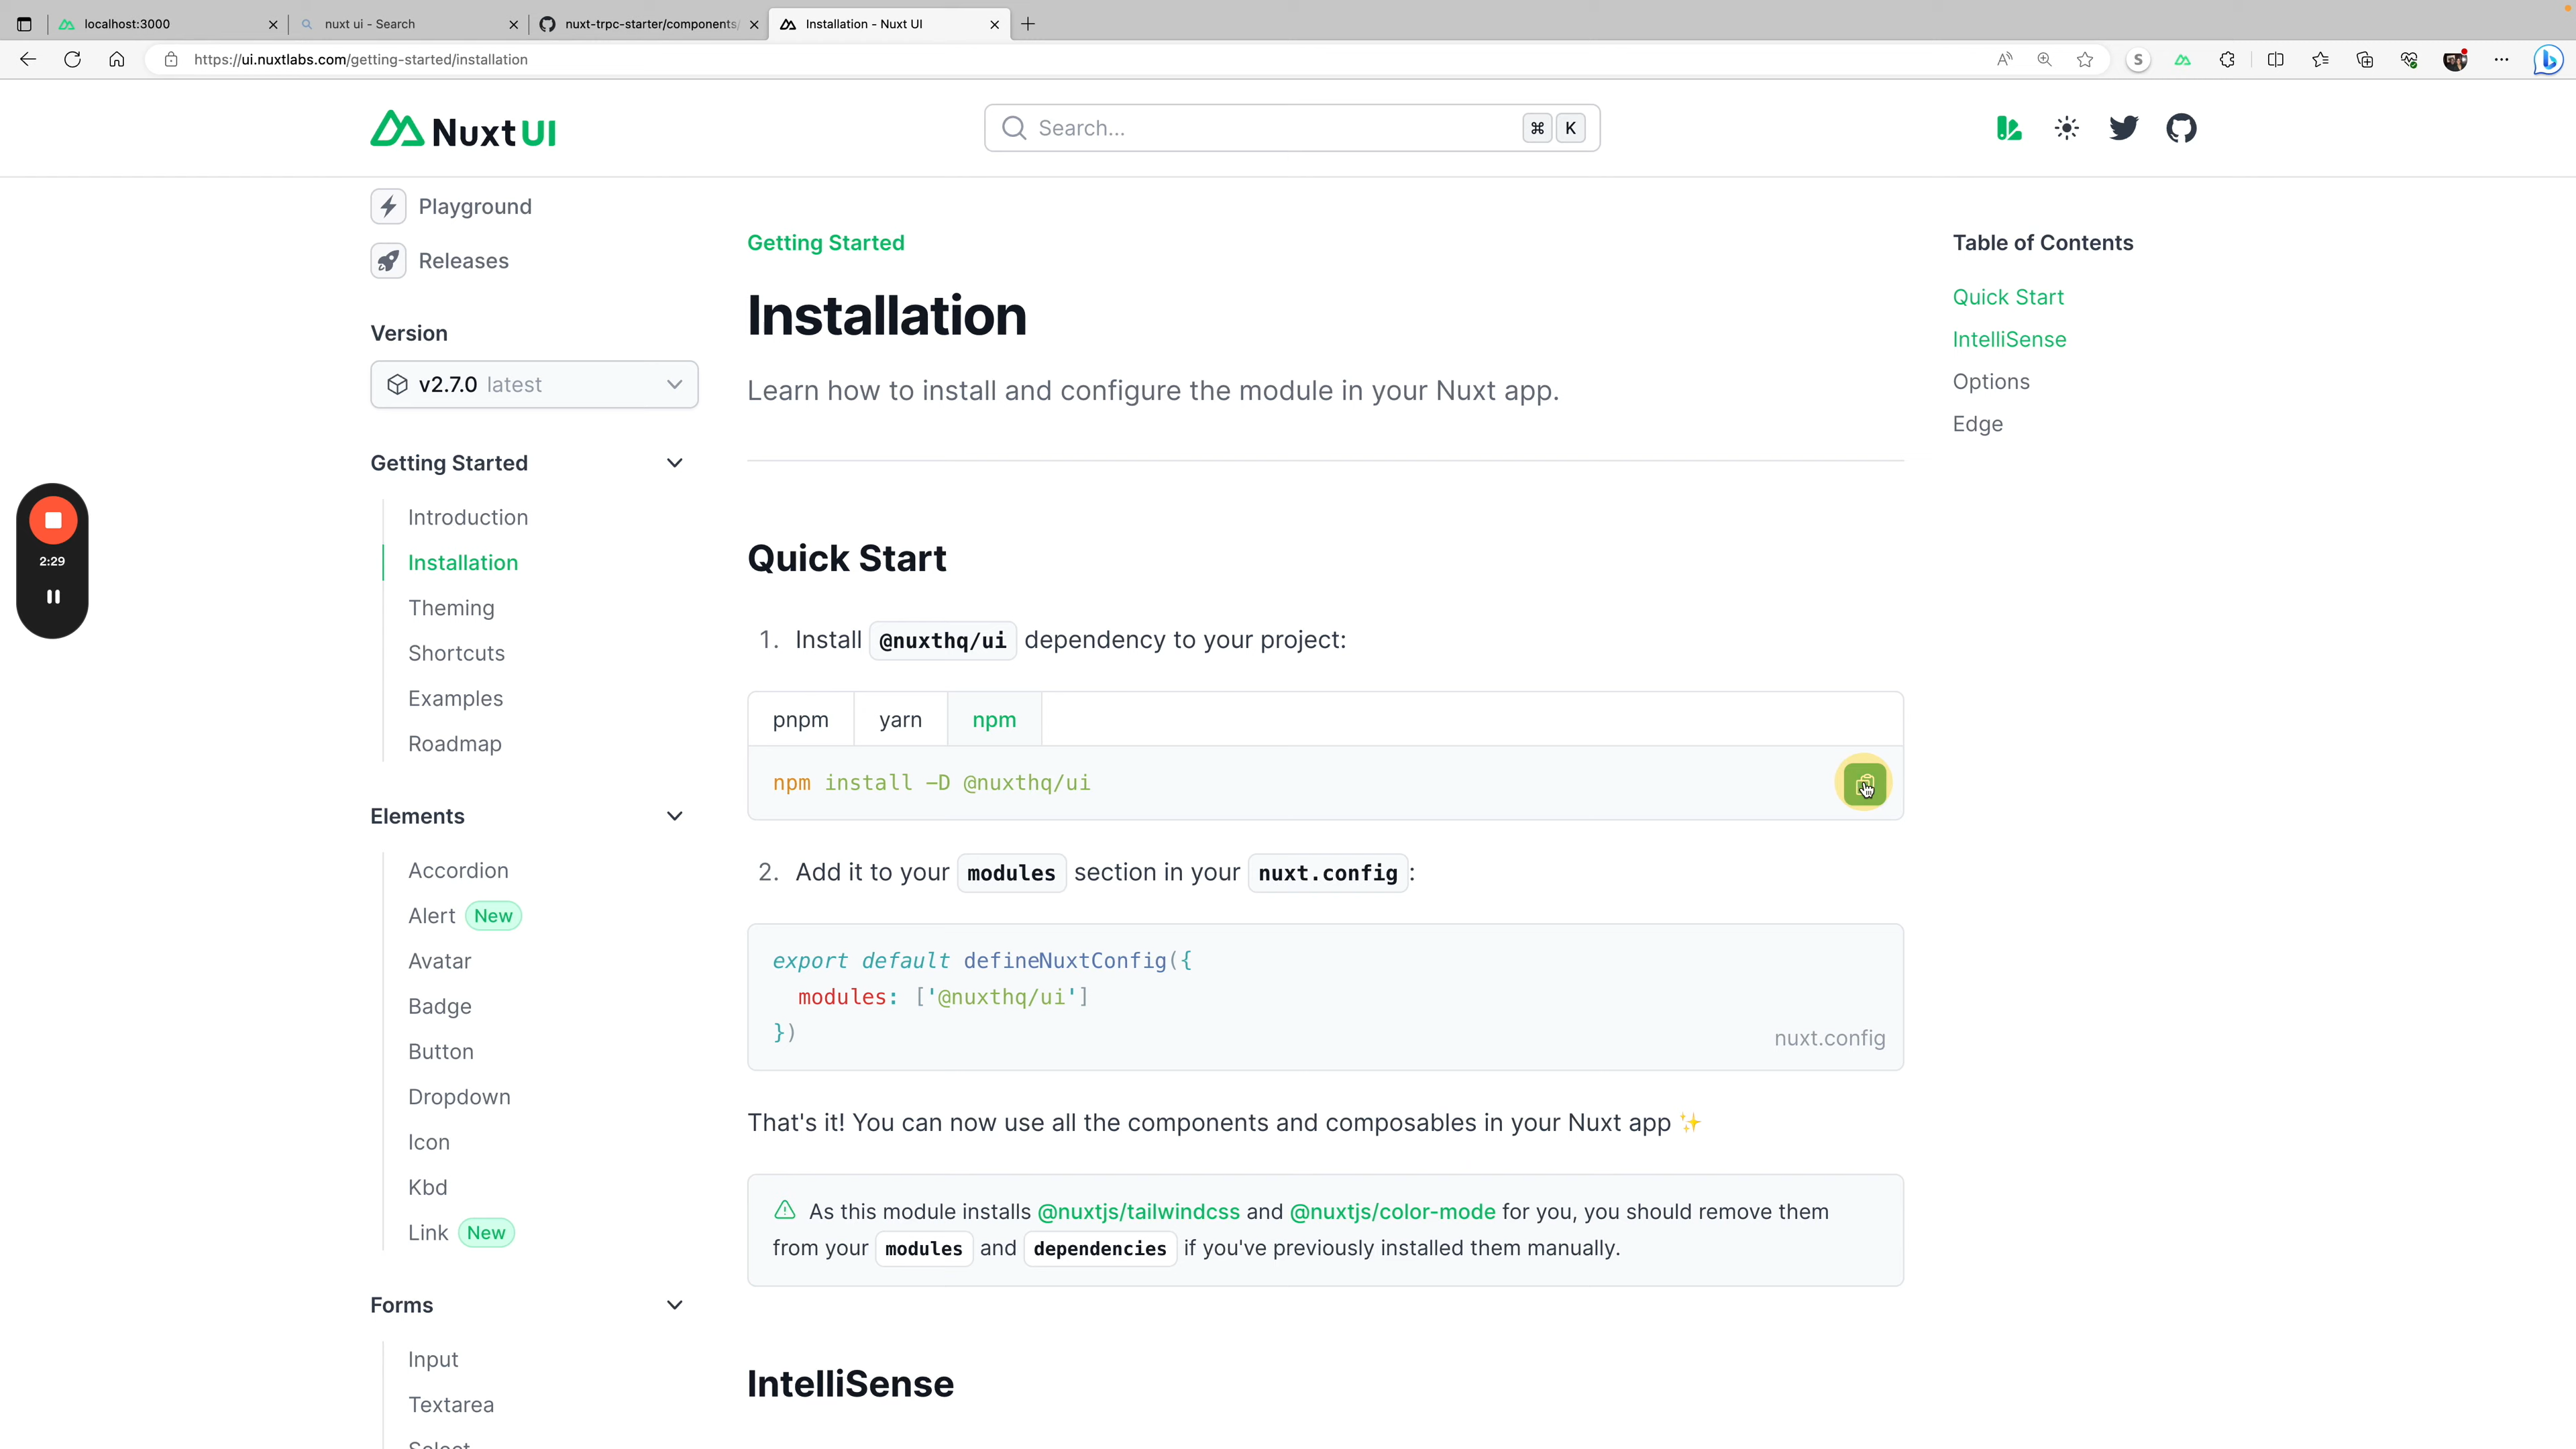 localhost:3000
nuxt ui - Search
nuxt-trpc-starter/components/
Installation - Nuxt UI
https://ui.nuxtlabs.com/getting-started/installation
S
Nuxt UI
Search...
⌘ K
Playground
Releases
Version
v2.7.0 latest
Getting Started
Introduction
Installation
Theming
Shortcuts
Examples
Roadmap
Elements
Accordion
Alert New
Avatar
Badge
Button
Dropdown
Icon
Kbd
Link New
Forms
Input
Textarea
Select
2:29
Getting Started
Installation
Learn how to install and configure the module in your Nuxt app.
Quick Start
1. Install @nuxthq/ui dependency to your project:
pnpm yarn npm
npm install -D @nuxthq/ui
2. Add it to your modules section in your nuxt.config:
export default defineNuxtConfig({
modules: ['@nuxthq/ui']
})
nuxt.config
That's it! You can now use all the components and composables in your Nuxt app ✨
As this module installs @nuxtjs/tailwindcss and @nuxtjs/color-mode for you, you should remove them
from your modules and dependencies if you've previously installed them manually.
IntelliSense
Table of Contents
Quick Start
IntelliSense
Options
Edge